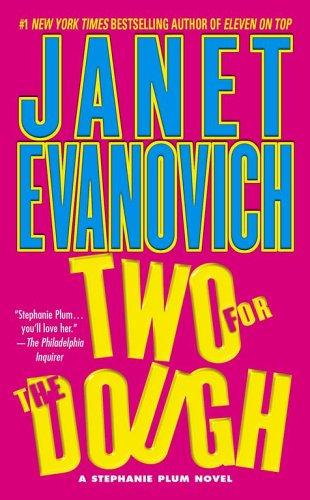 #1 NEW YORK TIMES BESTSELLING AUTHOR OF ELEVEN ON TOP
JANET
EVANOVICH
TWO FOR
THE
DOUGH
"Stephanie Plum...
you'll love her."
—The Philadelphia
Inquirer
A STEPHANIE PLUM NOVEL